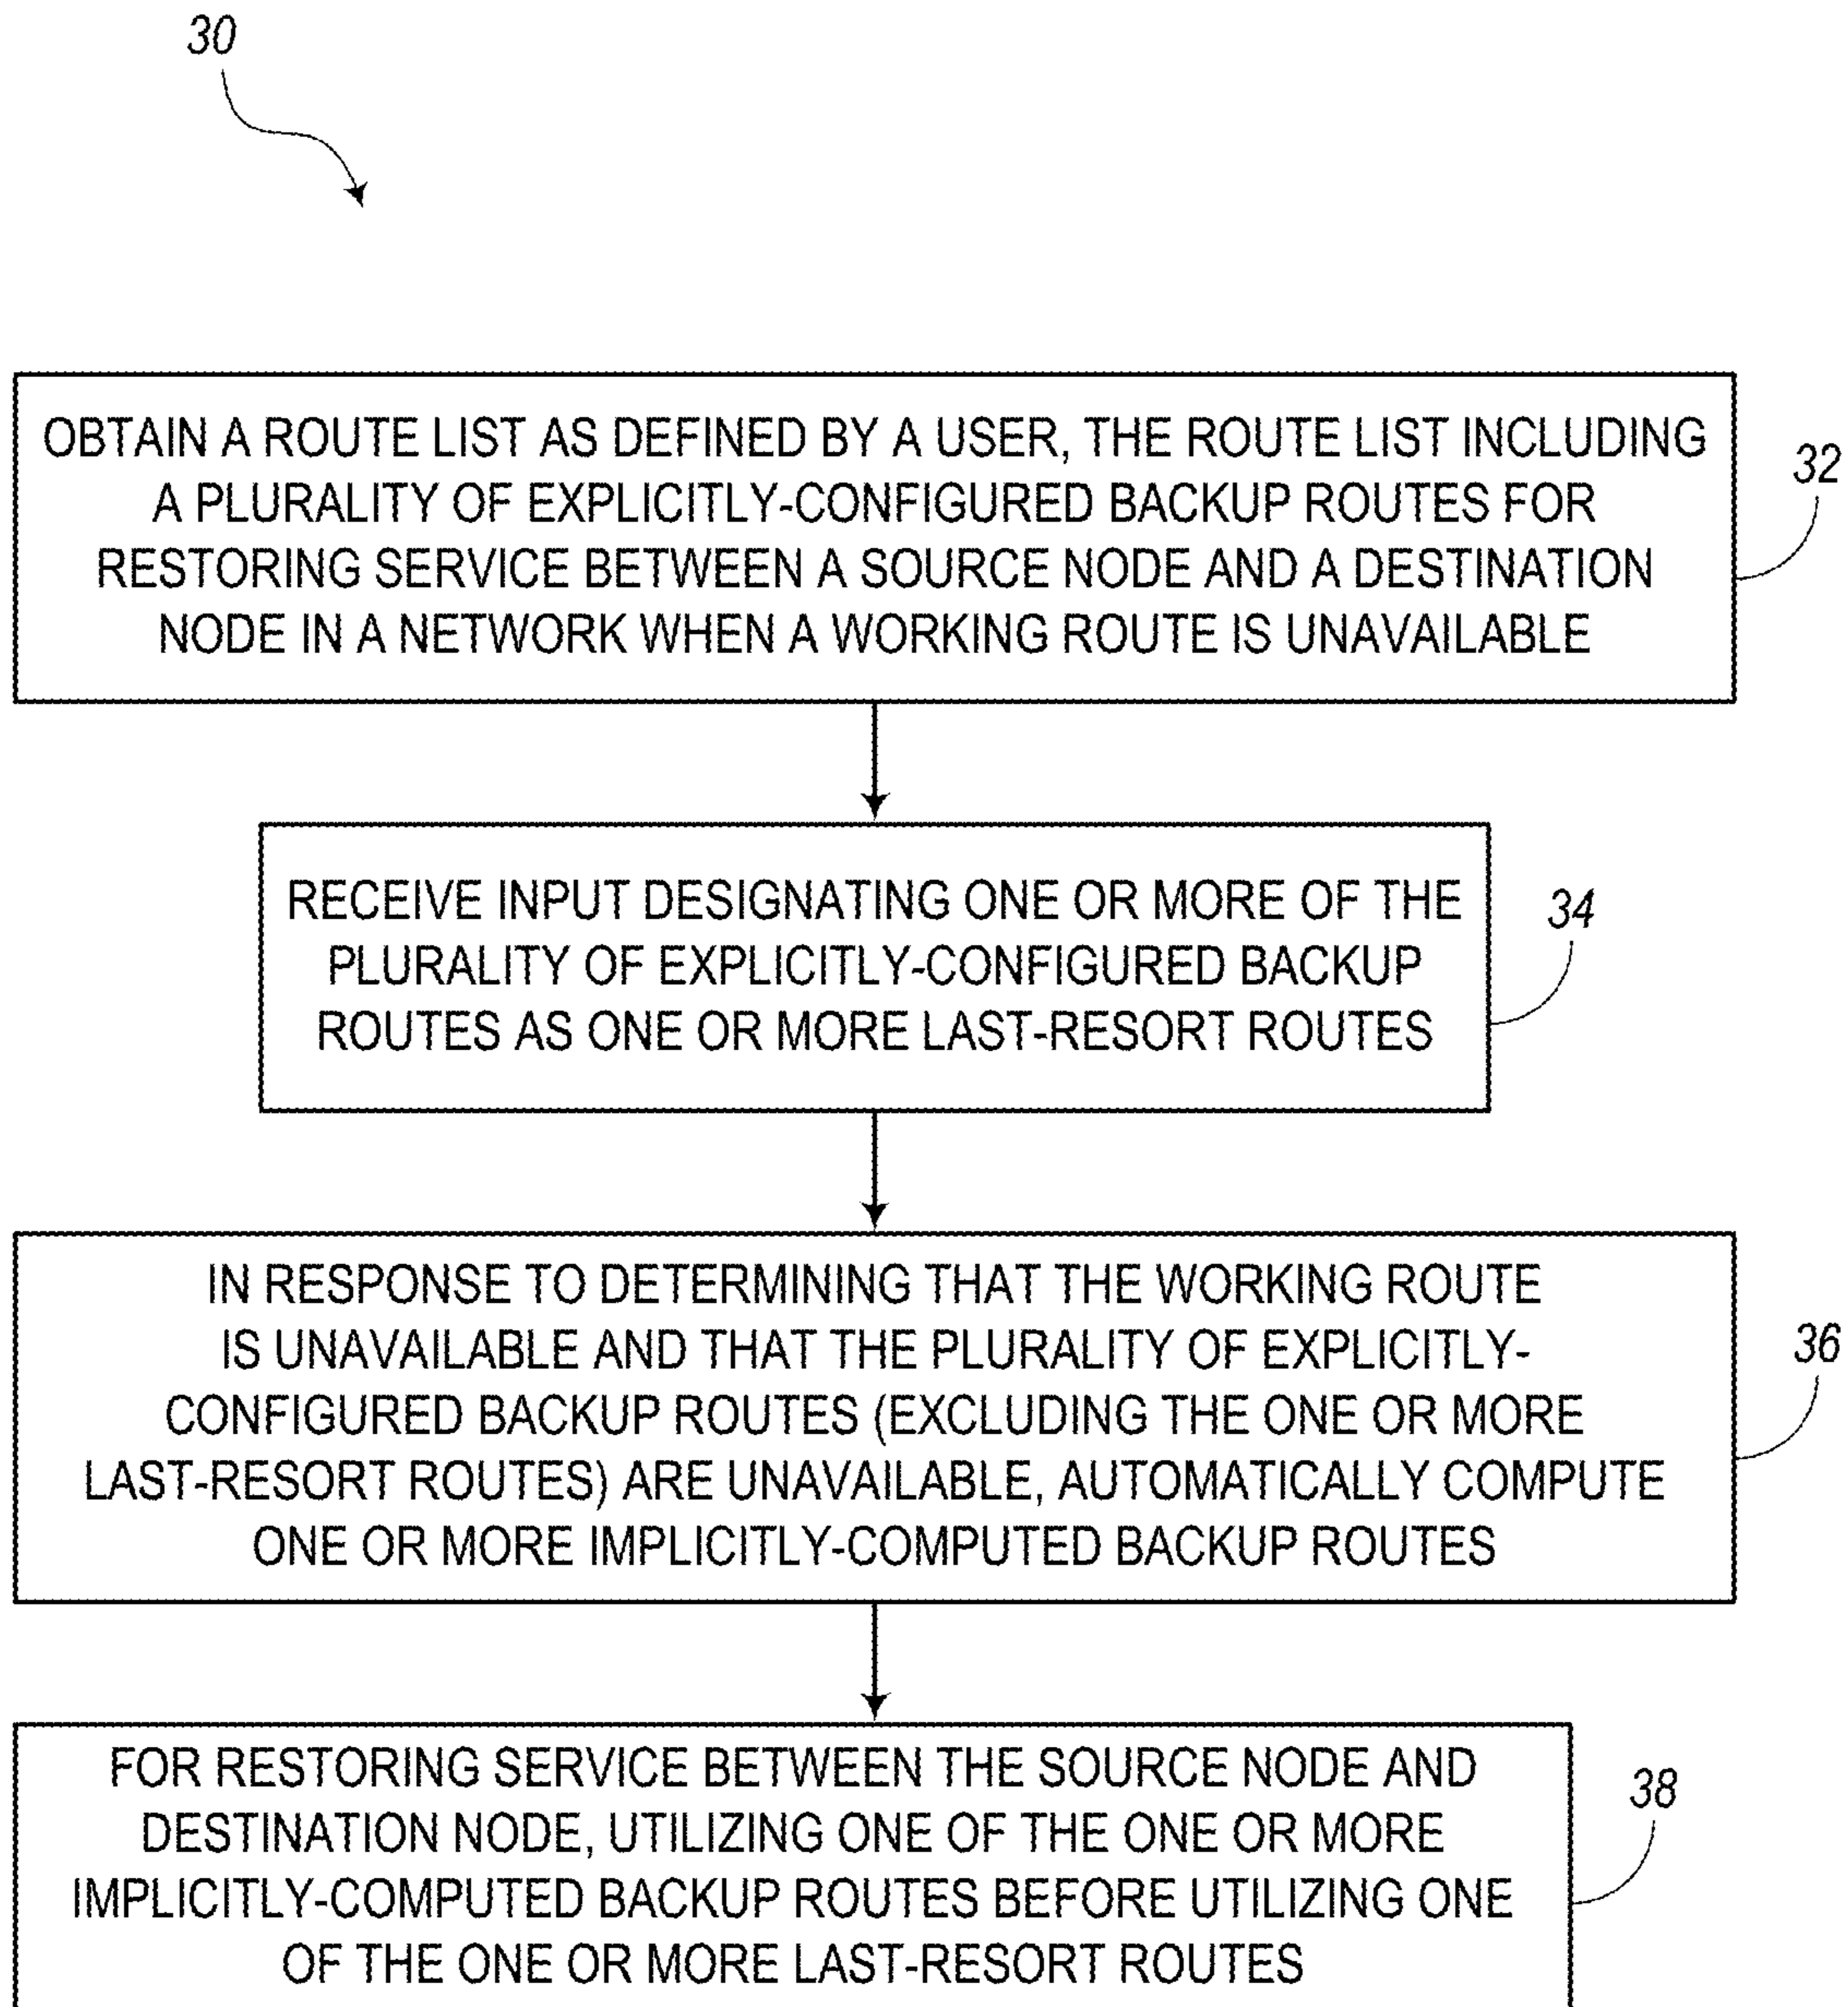 30
OBTAIN A ROUTE LIST AS DEFINED BY A USER, THE ROUTE LIST INCLUDING
A PLURALITY OF EXPLICITLY-CONFIGURED BACKUP ROUTES FOR
RESTORING SERVICE BETWEEN A SOURCE NODE AND A DESTINATION
NODE IN A NETWORK WHEN A WORKING ROUTE IS UNAVAILABLE
32
RECEIVE INPUT DESIGNATING ONE OR MORE OF THE
PLURALITY OF EXPLICITLY-CONFIGURED BACKUP
ROUTES AS ONE OR MORE LAST-RESORT ROUTES
34
IN RESPONSE TO DETERMINING THAT THE WORKING ROUTE
IS UNAVAILABLE AND THAT THE PLURALITY OF EXPLICITLY-
CONFIGURED BACKUP ROUTES (EXCLUDING THE ONE OR MORE
LAST-RESORT ROUTES) ARE UNAVAILABLE, AUTOMATICALLY COMPUTE
ONE OR MORE IMPLICITLY-COMPUTED BACKUP ROUTES
36
FOR RESTORING SERVICE BETWEEN THE SOURCE NODE AND
DESTINATION NODE, UTILIZING ONE OF THE ONE OR MORE
IMPLICITLY-COMPUTED BACKUP ROUTES BEFORE UTILIZING ONE
OF THE ONE OR MORE LAST-RESORT ROUTES
38